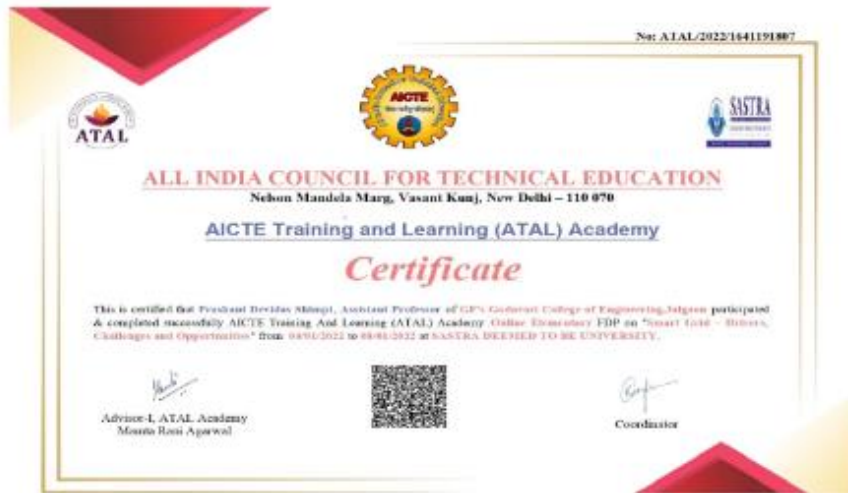 No: ATAL/2022/1641191807
ATAL
AICTE
SASTRA
ALL INDIA COUNCIL FOR TECHNICAL EDUCATION
Nelson Mandela Marg, Vasant Kunj, New Delhi – 110 070
AICTE Training and Learning (ATAL) Academy
Certificate
This is certified that Prashant Devidas Shimpi, Assistant Professor of GF's Godavari College of Engineering,Jalgaon participated
& completed successfully AICTE Training And Learning (ATAL) Academy Online Elementary FDP on "Smart Grid - Drivers,
Challenges and Opportunities" from 04/01/2022 to 08/01/2022 at SASTRA DEEMED TO BE UNIVERSITY.
Advisor-I, ATAL Academy
Mamta Rani Agarwal
Coordinator